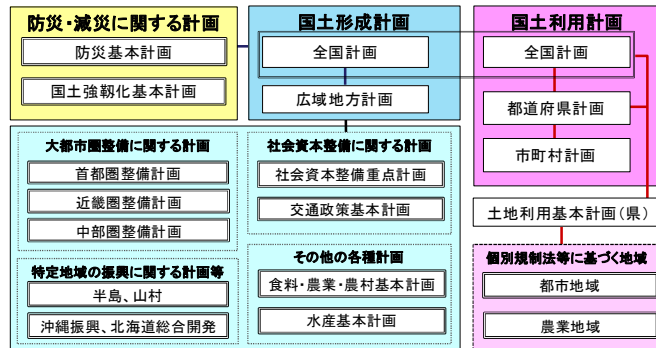 防災・減災に関する計画
防災基本計画
国土強靱化基本計画
国土形成計画
全国計画
広域地方計画
国土利用計画
全国計画
都道府県計画
市町村計画
大都市圏整備に関する計画
首都圏整備計画
近畿圏整備計画
中部圏整備計画
社会資本整備に関する計画
社会資本整備重点計画
交通政策基本計画
土地利用基本計画(県)
特定地域の振興に関する計画等
半島、山村
沖縄振興、北海道総合開発
その他の各種計画
食料・農業・農村基本計画
水産基本計画
個別規制法等に基づく地域
都市地域
農業地域